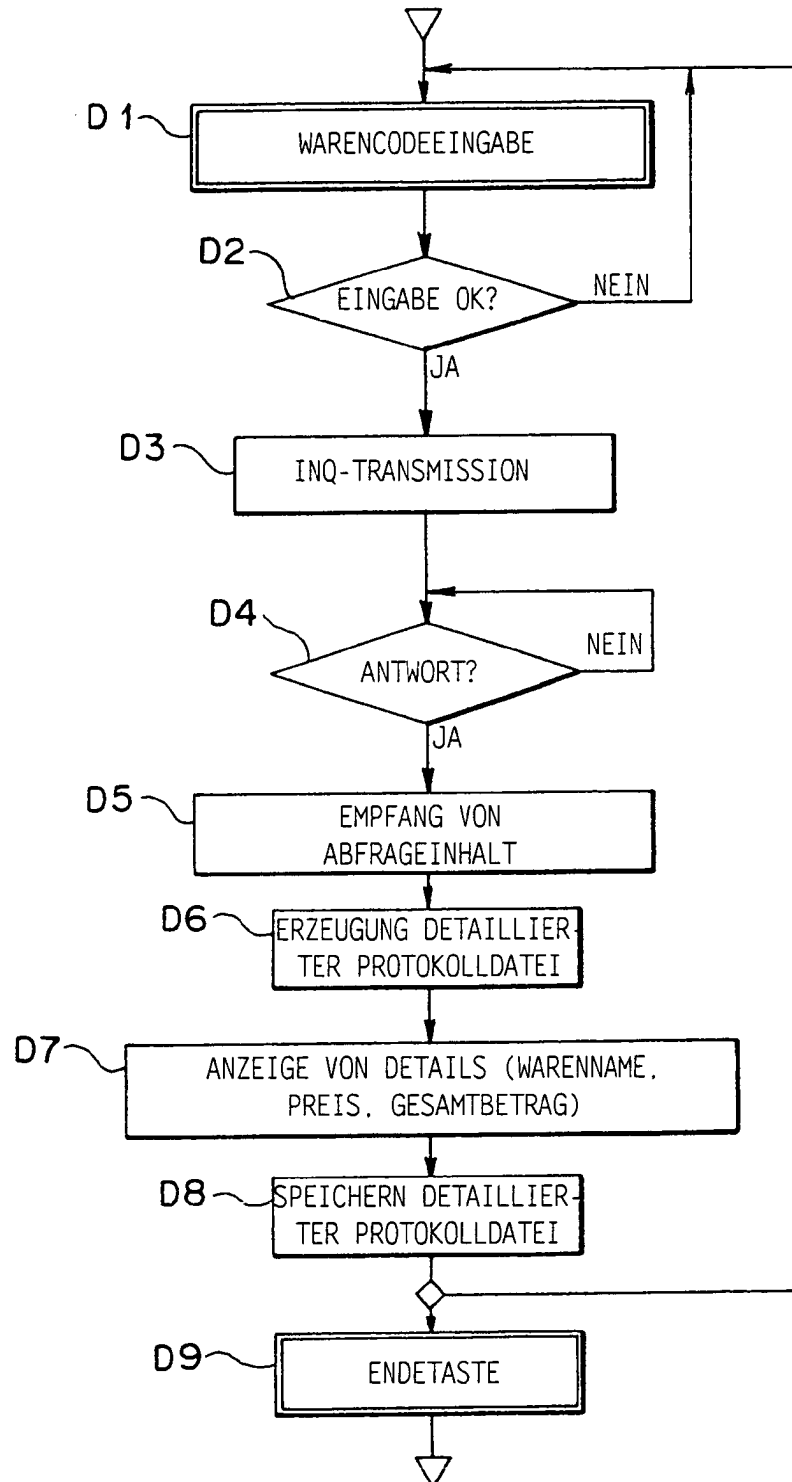 D1
WARENCODEEINGABE
D2
EINGABE OK?
NEIN
JA
D3
INQ-TRANSMISSION
D4
ANTWORT?
NEIN
JA
D5
EMPFANG VON
ABFRAGEINHALT
D6
ERZEUGUNG DETAILLIER-
TER PROTOKOLLDATEI
D7
ANZEIGE VON DETAILS (WARENNAME.
PREIS. GESAMTBETRAG)
D8
SPEICHERN DETAILLIER-
TER PROTOKOLLDATEI
D9
ENDETASTE